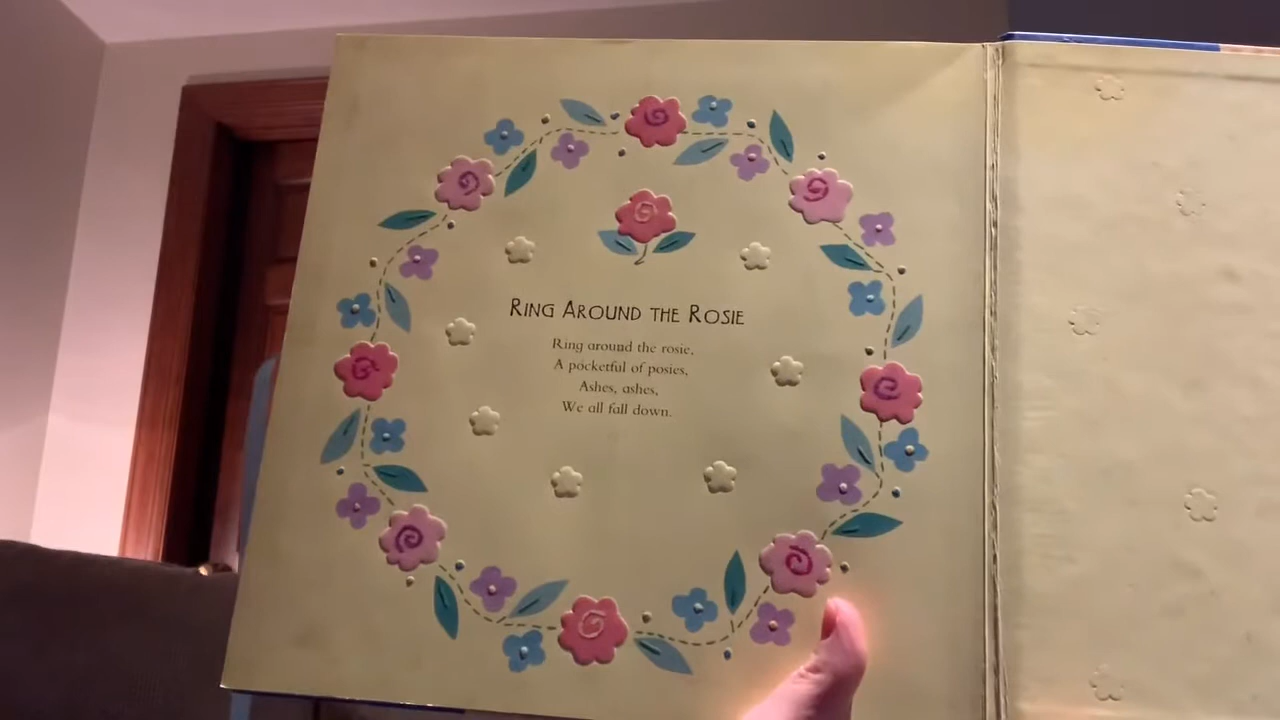 Ring Around the Rosie
Ring around the rosie,
A pocketful of posies,
Ashes, ashes,
We all fall down.